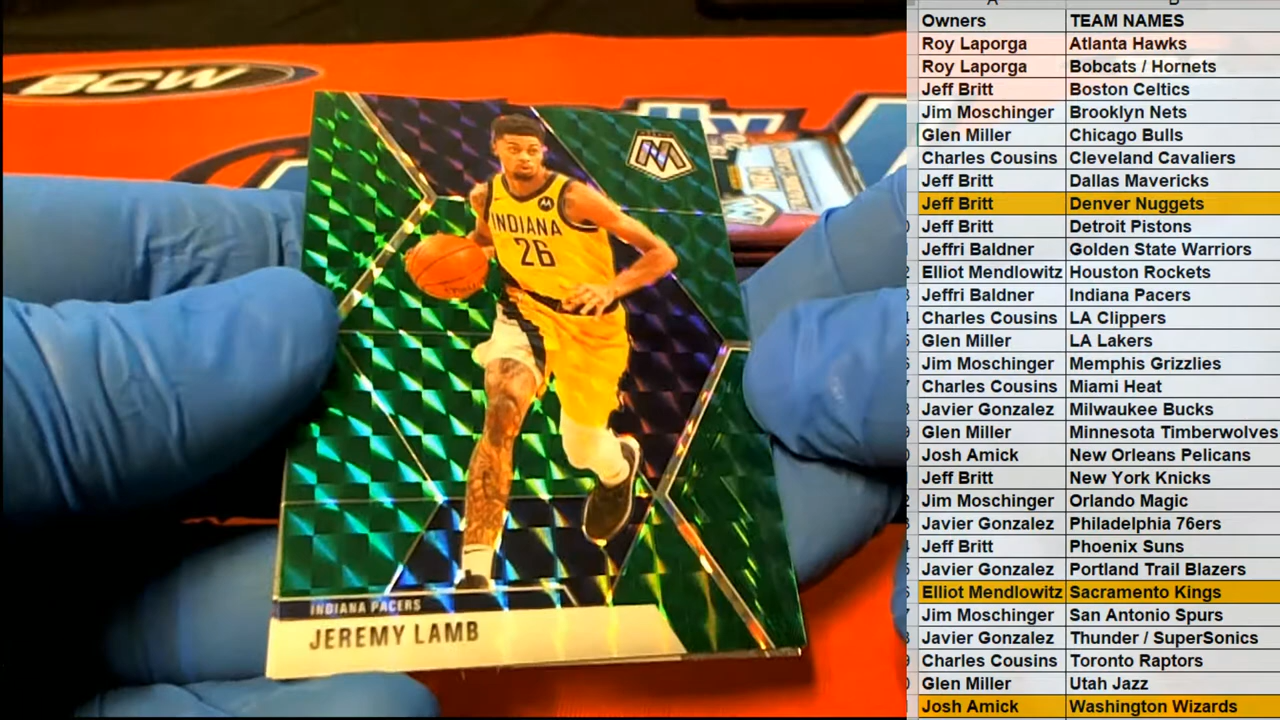 BCW
INDIANA
26
INDIANA PACERS
JEREMY LAMB
Owners TEAM NAMES
Roy Laporga Atlanta Hawks
Roy Laporga Bobcats / Hornets
Jeff Britt Boston Celtics
Jim Moschinger Brooklyn Nets
Glen Miller Chicago Bulls
Charles Cousins Cleveland Cavaliers
Jeff Britt Dallas Mavericks
Jeff Britt Denver Nuggets
Jeff Britt Detroit Pistons
Jeffri Baldner Golden State Warriors
Elliot Mendlowitz Houston Rockets
Jeffri Baldner Indiana Pacers
Charles Cousins LA Clippers
Glen Miller LA Lakers
Jim Moschinger Memphis Grizzlies
Charles Cousins Miami Heat
Javier Gonzalez Milwaukee Bucks
Glen Miller Minnesota Timberwolves
Josh Amick New Orleans Pelicans
Jeff Britt New York Knicks
Jim Moschinger Orlando Magic
Javier Gonzalez Philadelphia 76ers
Jeff Britt Phoenix Suns
Javier Gonzalez Portland Trail Blazers
Elliot Mendlowitz Sacramento Kings
Jim Moschinger San Antonio Spurs
Javier Gonzalez Thunder / SuperSonics
Charles Cousins Toronto Raptors
Glen Miller Utah Jazz
Josh Amick Washington Wizards